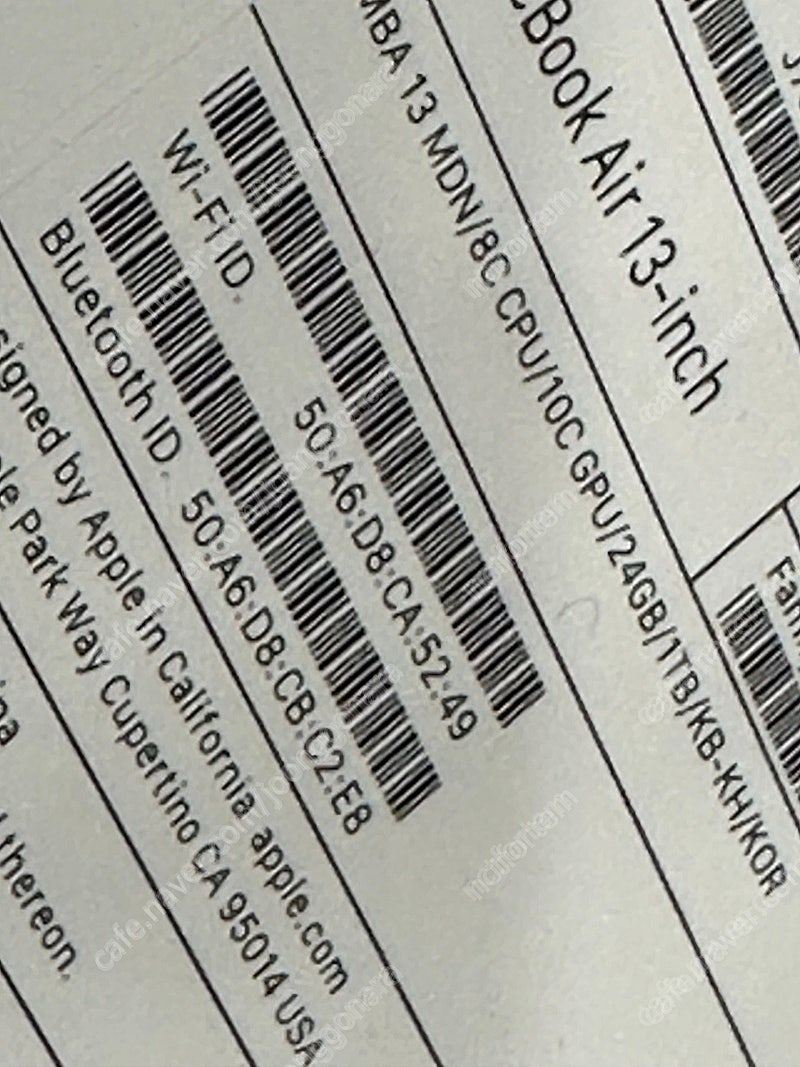 Book Air 13-inch
MBA 13 MDN/8C CPU/10C GPU/24GB/1TB/KB-KH/KOR
Wi-Fi ID. 50:A6:D8:CA:52:49
Bluetooth ID. 50:A6:D8:CB:C2:E8
signed by Apple in California apple.com
Park Way Cupertino CA 95014 USA
thereon.